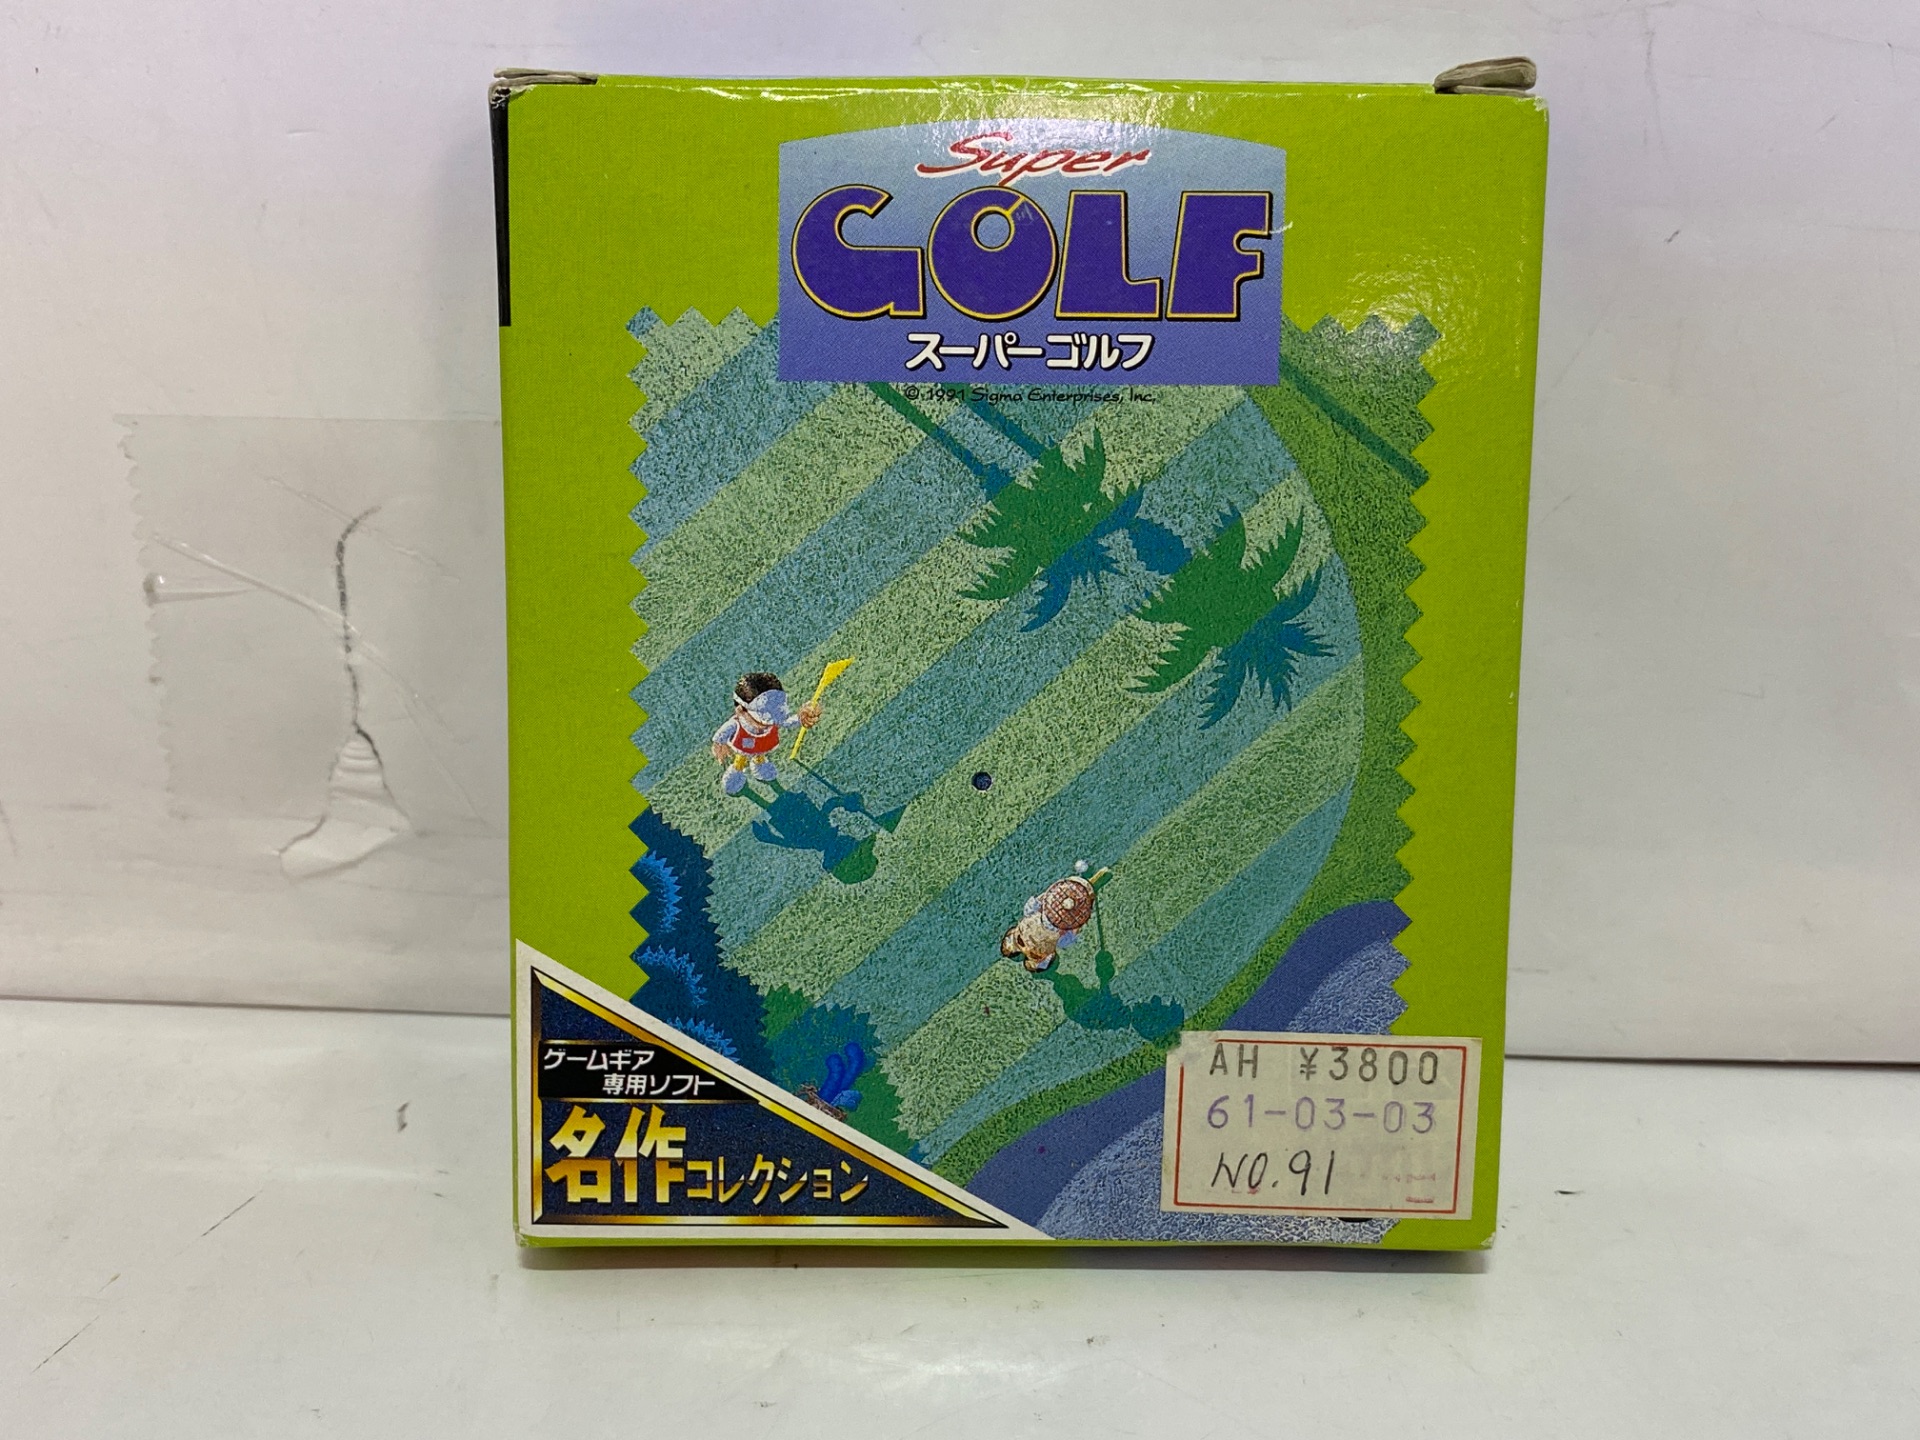 Super
GOLF
スーパーゴルフ
© 1991 Sigma Enterprises, Inc.
ゲームギア
専用ソフト
名作コレクション
AH ¥3800
61-03-03
NO.91